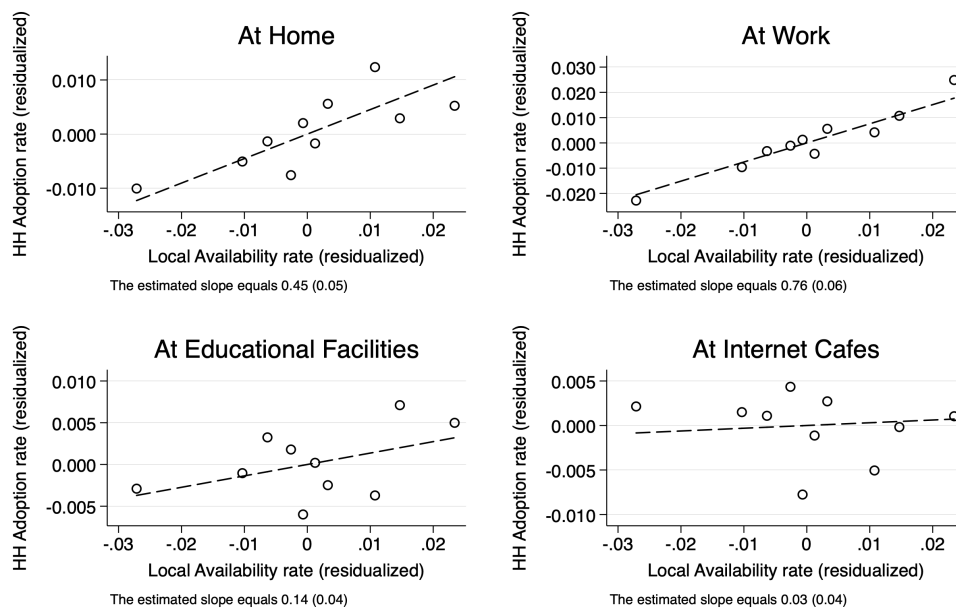 At Home
HH Adoption rate (residualized)
0.010
0.000
-0.010
-.03 -.02 -.01 0 .01 .02
Local Availability rate (residualized)
The estimated slope equals 0.45 (0.05)
At Work
HH Adoption rate (residualized)
0.030
0.020
0.010
0.000
-0.010
-0.020
-.03 -.02 -.01 0 .01 .02
Local Availability rate (residualized)
The estimated slope equals 0.76 (0.06)
At Educational Facilities
HH Adoption rate (residualized)
0.010
0.005
0.000
-0.005
-.03 -.02 -.01 0 .01 .02
Local Availability rate (residualized)
The estimated slope equals 0.14 (0.04)
At Internet Cafes
HH Adoption rate (residualized)
0.005
0.000
-0.005
-0.010
-.03 -.02 -.01 0 .01 .02
Local Availability rate (residualized)
The estimated slope equals 0.03 (0.04)